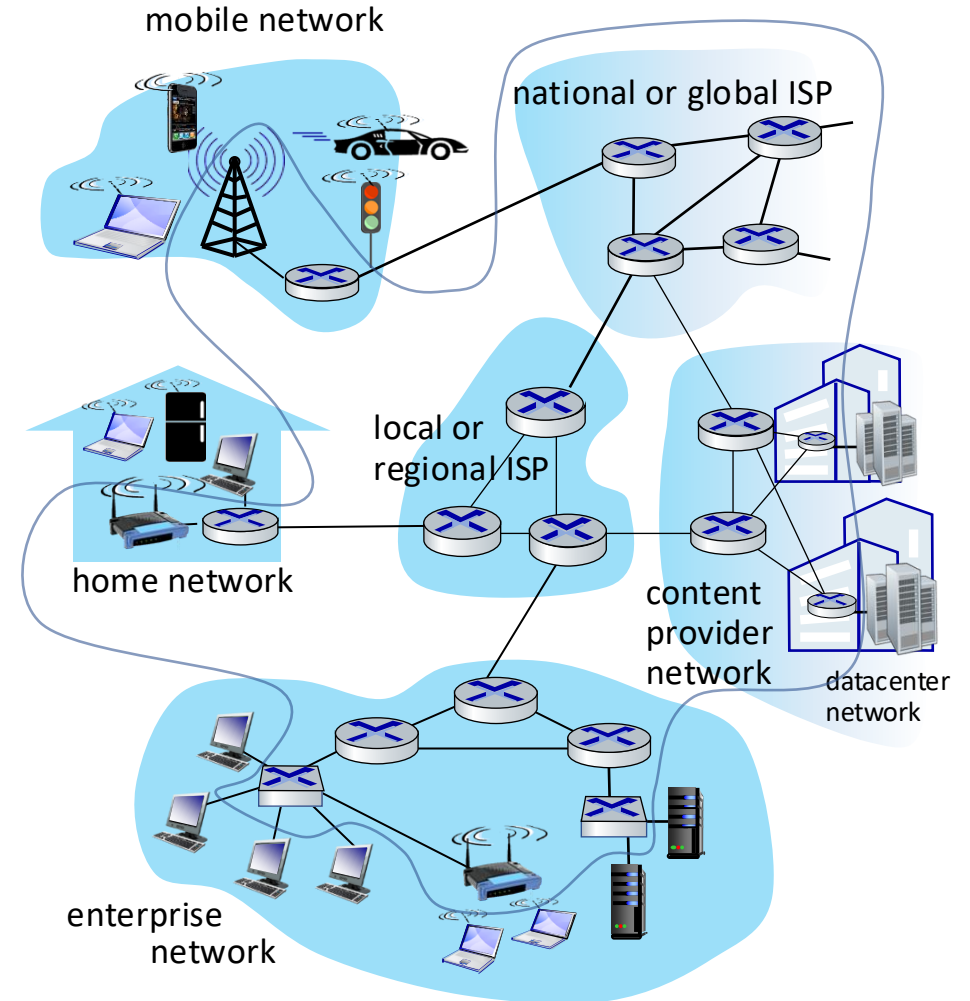 mobile network
national or global ISP
local or
regional ISP
home network
content
provider
network
datacenter
network
enterprise
network